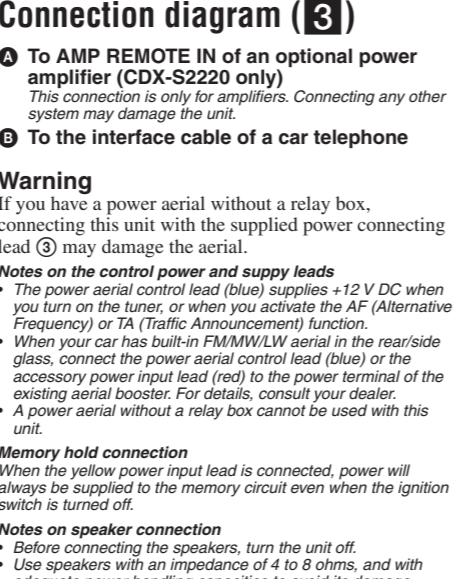 Connection diagram (3)
A To AMP REMOTE IN of an optional power
amplifier (CDX-S2220 only)
This connection is only for amplifiers. Connecting any other
system may damage the unit.
B To the interface cable of a car telephone
Warning
If you have a power aerial without a relay box,
connecting this unit with the supplied power connecting
lead ③ may damage the aerial.
Notes on the control power and suppy leads
• The power aerial control lead (blue) supplies +12 V DC when
you turn on the tuner, or when you activate the AF (Alternative
Frequency) or TA (Traffic Announcement) function.
• When your car has built-in FM/MW/LW aerial in the rear/side
glass, connect the power aerial control lead (blue) or the
accessory power input lead (red) to the power terminal of the
existing aerial booster. For details, consult your dealer.
• A power aerial without a relay box cannot be used with this
unit.
Memory hold connection
When the yellow power input lead is connected, power will
always be supplied to the memory circuit even when the ignition
switch is turned off.
Notes on speaker connection
• Before connecting the speakers, turn the unit off.
• Use speakers with an impedance of 4 to 8 ohms, and with
adequate power handling capacities to avoid its damage.